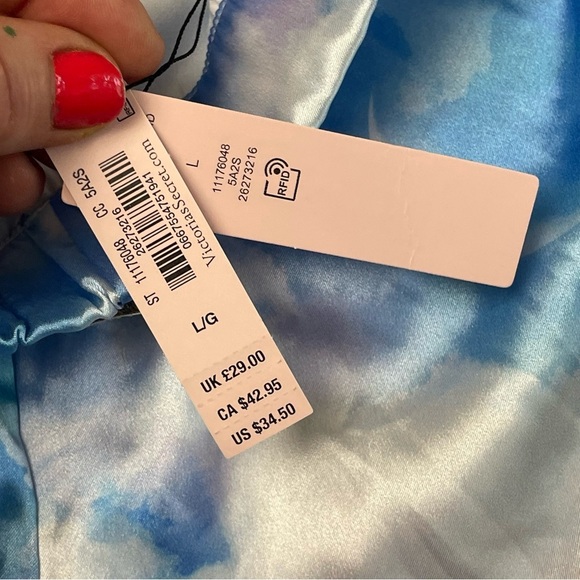 ST 11176048 CC 5A2S
26273216
0667554751941
VictoriasSecret.com
L/G
UK £29.00
CA $42.95
US $34.50
L
11176048
5A2S
26273216
RFID